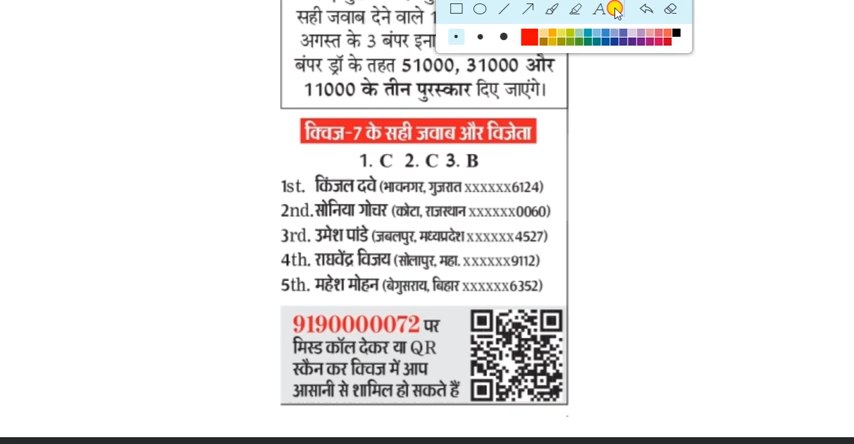 सही जवाब देने वाले
अगस्त के 3 बंपर इना
बंपर ड्रॉ के तहत 51000, 31000 और
11000 के तीन पुरस्कार दिए जाएंगे।
क्विज-7 के सही जवाब और विजेता
1. C 2. C 3. B
1st. किंजल दवे (भावनगर, गुजरात xxxxxx6124)
2nd. सोनिया गोचर (कोटा, राजस्थान xxxxxx0060)
3rd. उमेश पांडे (जबलपुर, मध्यप्रदेश xxxxxx4527)
4th. राघवेंद्र विजय (सोलापुर, महा. xxxxxx9112)
5th. महेश मोहन (बेगुसराय, बिहार xxxxxx6352)
9190000072 पर
मिस्ड कॉल देकर या QR
स्कैन कर क्विज में आप
आसानी से शामिल हो सकते हैं